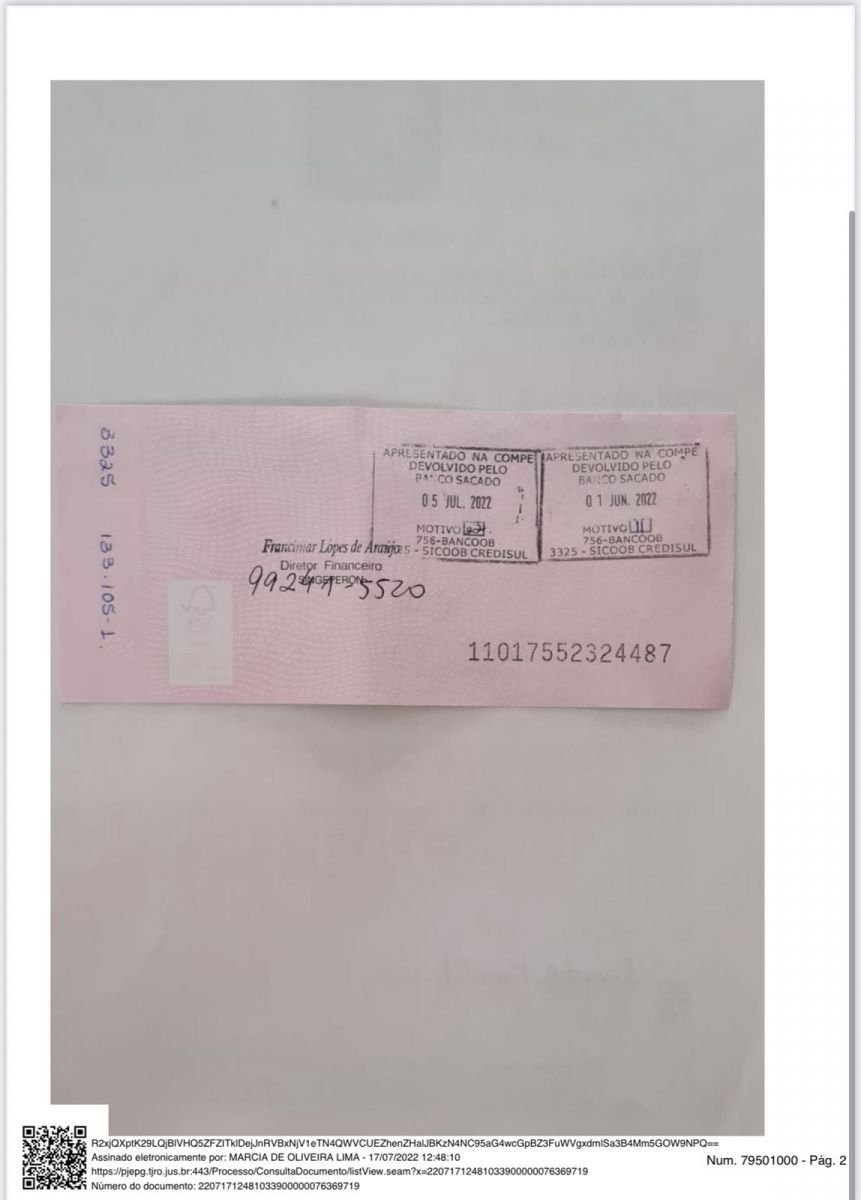 3325 133.105-1.
APRESENTADO NA COMPE
DEVOLVIDO PELO
BANCO SACADO
05 JUL. 2022
MOTIVO
756-BANCOOB
3325 - SICOOB CREDISUL
APRESENTADO NA COMPE
DEVOLVIDO PELO
BANCO SACADO
01 JUN. 2022
MOTIVO 11
756-BANCOOB
3325 - SICOOB CREDISUL
Francimar Lopes de Araújo
Diretor Financeiro
SINGEPERON
99241-5520
FSC
11017552324487
R2xjQXptK29LQjBlVHQ5ZFZITklDejJnRVBxNjV1eTN4QWVCUEZhenZHalJBKzN4NC95aG4wcGpBZ3FuWVgxdmlSa3B4Mm5GOW9NPQ==
Assinado eletronicamente por: MARCIA DE OLIVEIRA LIMA - 17/07/2022 12:48:10
https://pjepg.tjro.jus.br:443/Processo/ConsultaDocumento/listView.seam?x=22071712481033900000076369719
Número do documento: 22071712481033900000076369719
Num. 79501000 - Pág. 2